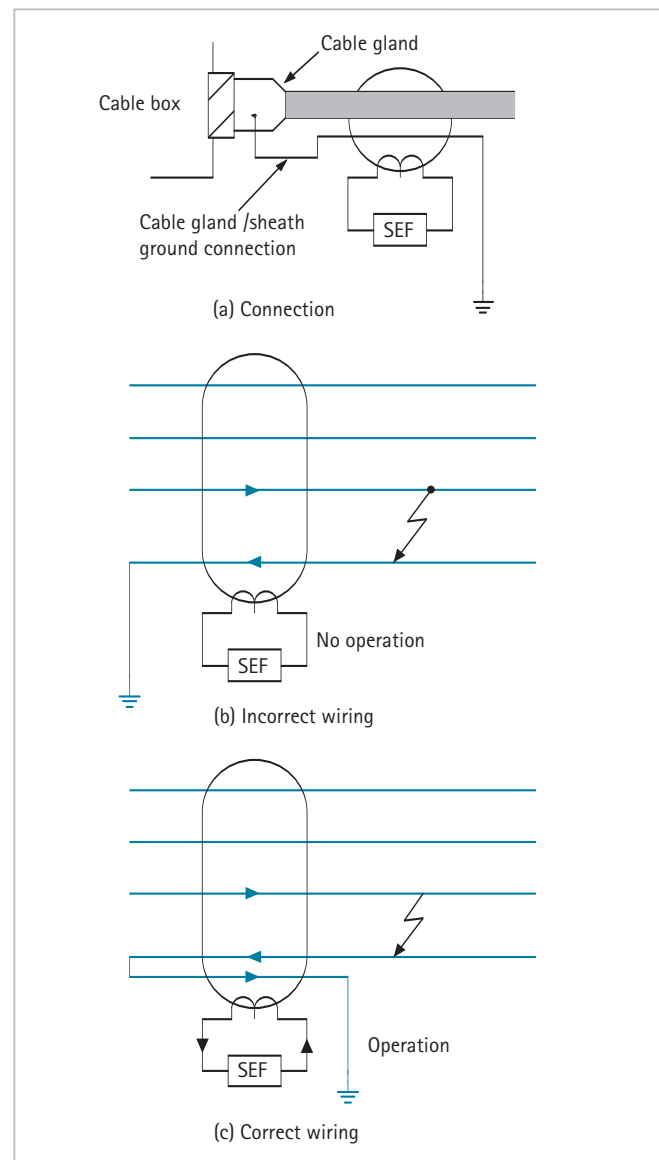 Cable gland
Cable box
Cable gland /sheath
ground connection
SEF
(a) Connection
No operation
SEF
(b) Incorrect wiring
Operation
SEF
(c) Correct wiring